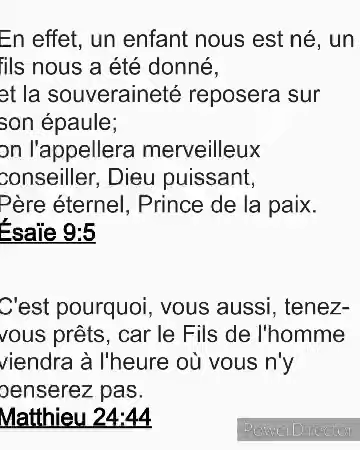 En effet, un enfant nous est né, un
fils nous a été donné,
et la souveraineté reposera sur
son épaule;
on l'appellera merveilleux
conseiller, Dieu puissant,
Père éternel, Prince de la paix.
Ésaïe 9:5
C'est pourquoi, vous aussi, tenez-
vous prêts, car le Fils de l'homme
viendra à l'heure où vous n'y
penserez pas.
Matthieu 24:44
PowerDirector